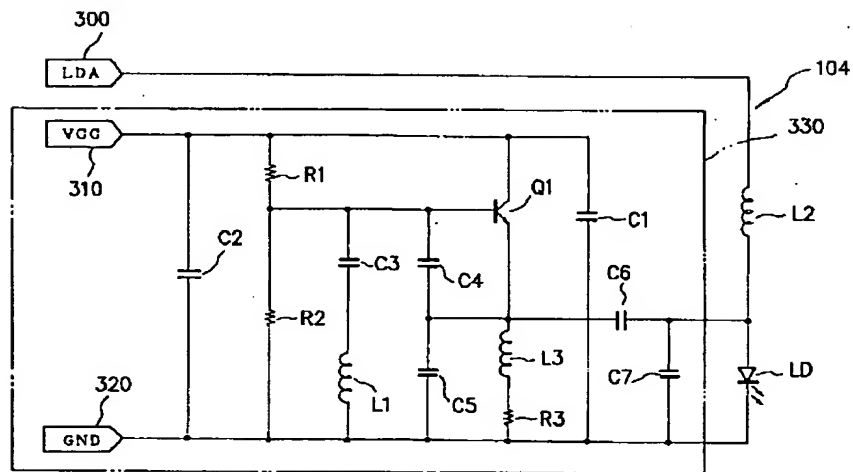 300
LDA
104
VCC
310
330
R1
Q1
C1
L2
C2
C3
C4
C6
R2
L3
LD
C7
320
L1
C5
R3
GND